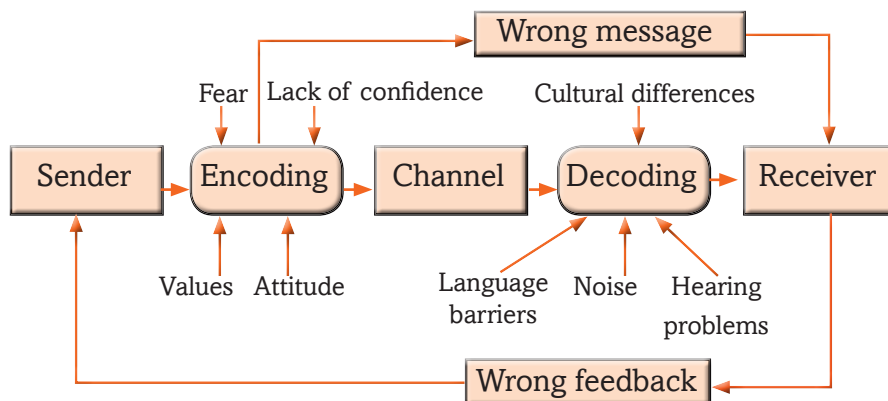 Wrong message
Fear
Lack of confidence
Cultural differences
Sender
Encoding
Channel
Decoding
Receiver
Values
Attitude
Language
barriers
Noise
Hearing
problems
Wrong feedback